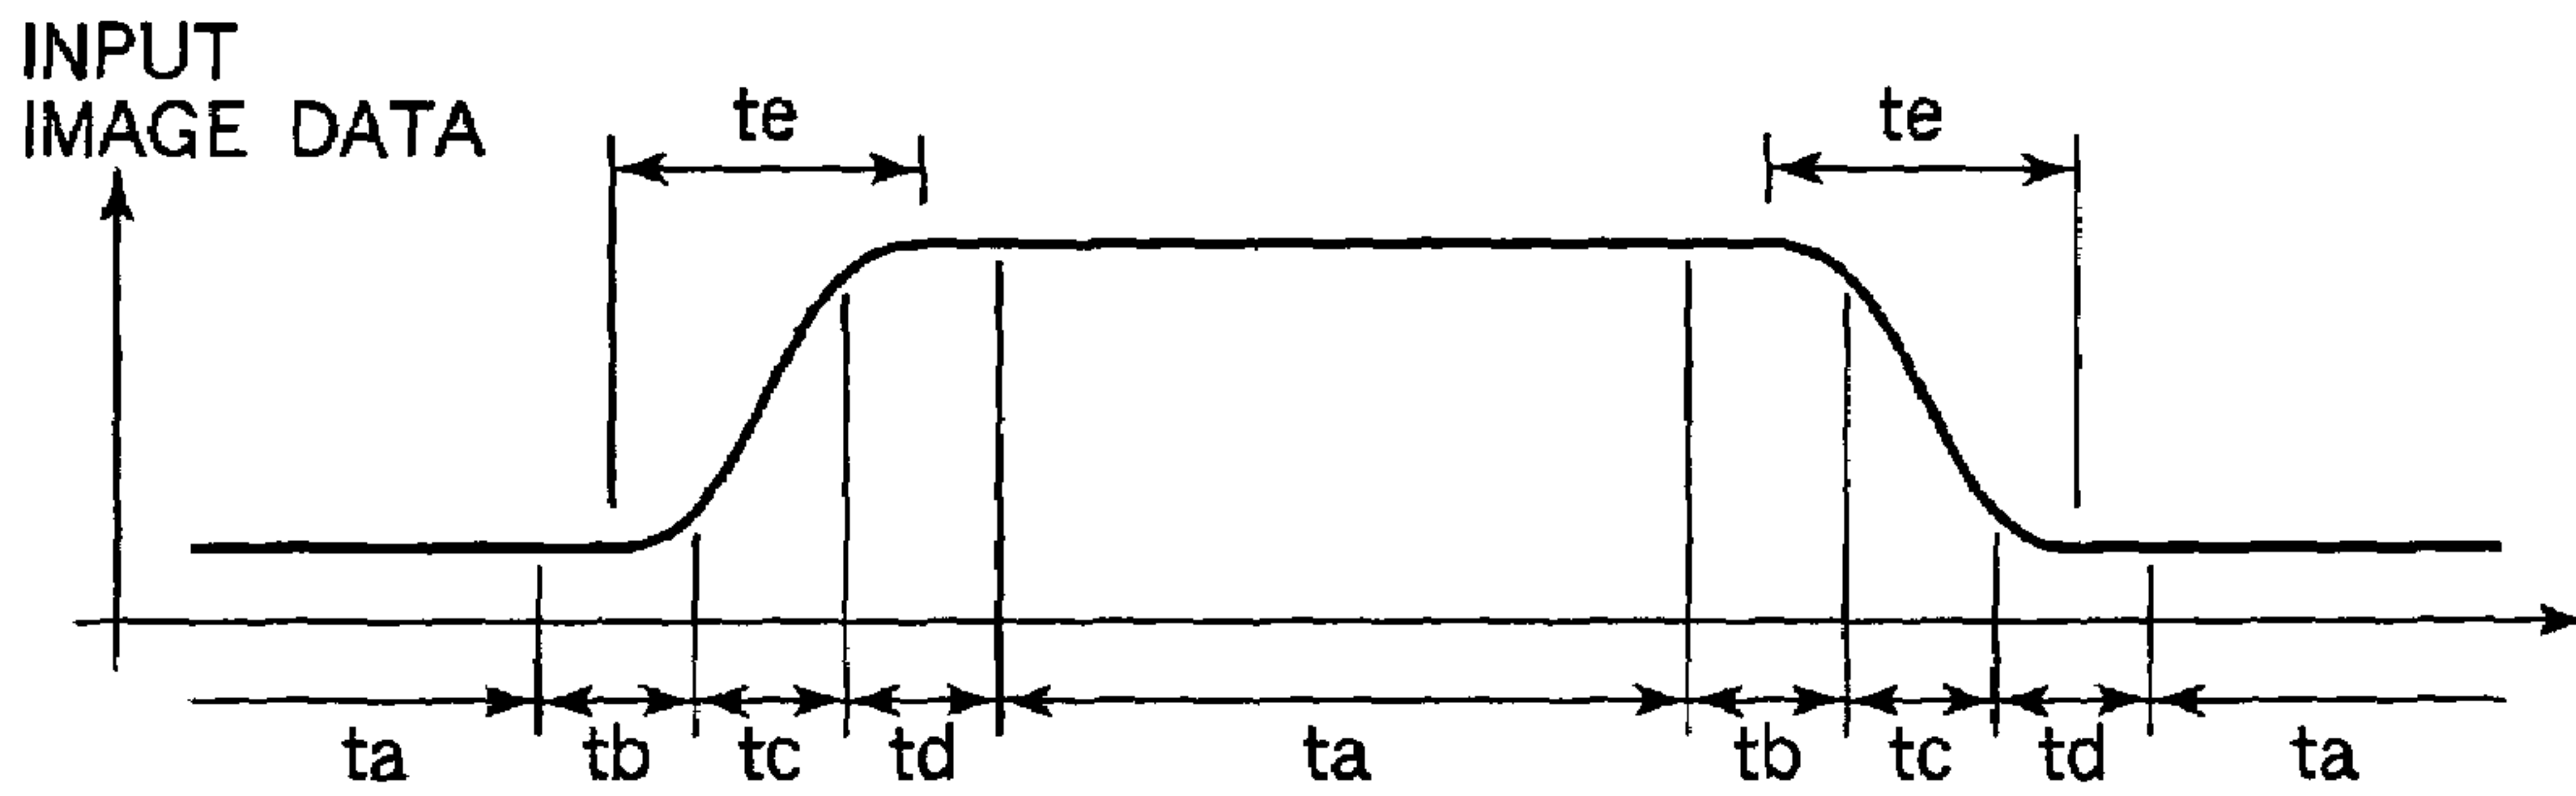 INPUT
IMAGE DATA
te te
ta tb tc td ta tb tc td ta